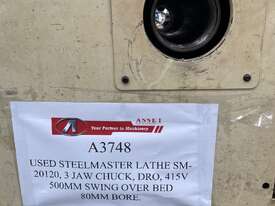 ASSET
Your Partner in Machinery
A3748
USED STEELMASTER LATHE SM-
20120, 3 JAW CHUCK, DRO, 415V
500MM SWING OVER BED
80MM BORE.